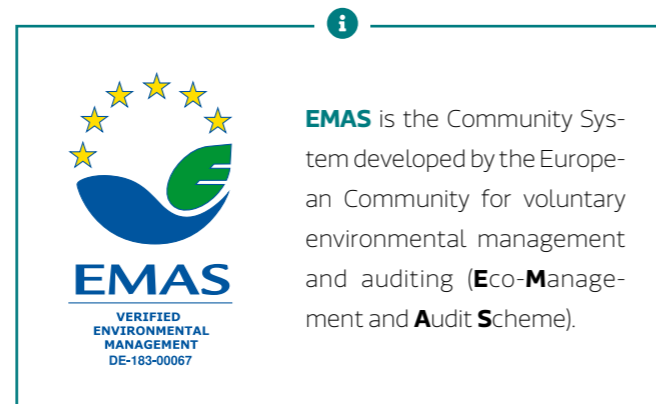 EMAS
VERIFIED
ENVIRONMENTAL
MANAGEMENT
DE-183-00067
EMAS is the Community Sys-
tem developed by the Europe-
an Community for voluntary
environmental management
and auditing (Eco-Manage-
ment and Audit Scheme).